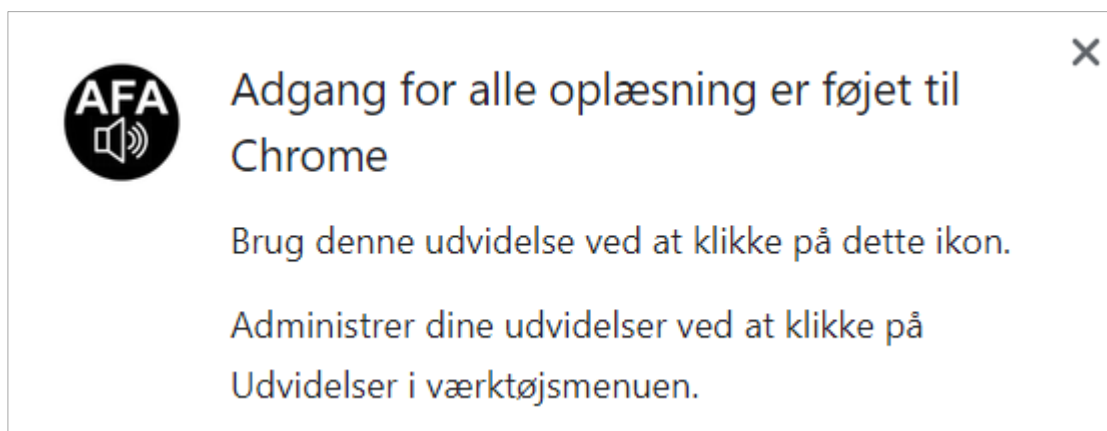 AFA
Adgang for alle oplæsning er føjet til
Chrome
Brug denne udvidelse ved at klikke på dette ikon.
Administrer dine udvidelser ved at klikke på
Udvidelser i værktøjsmenuen.